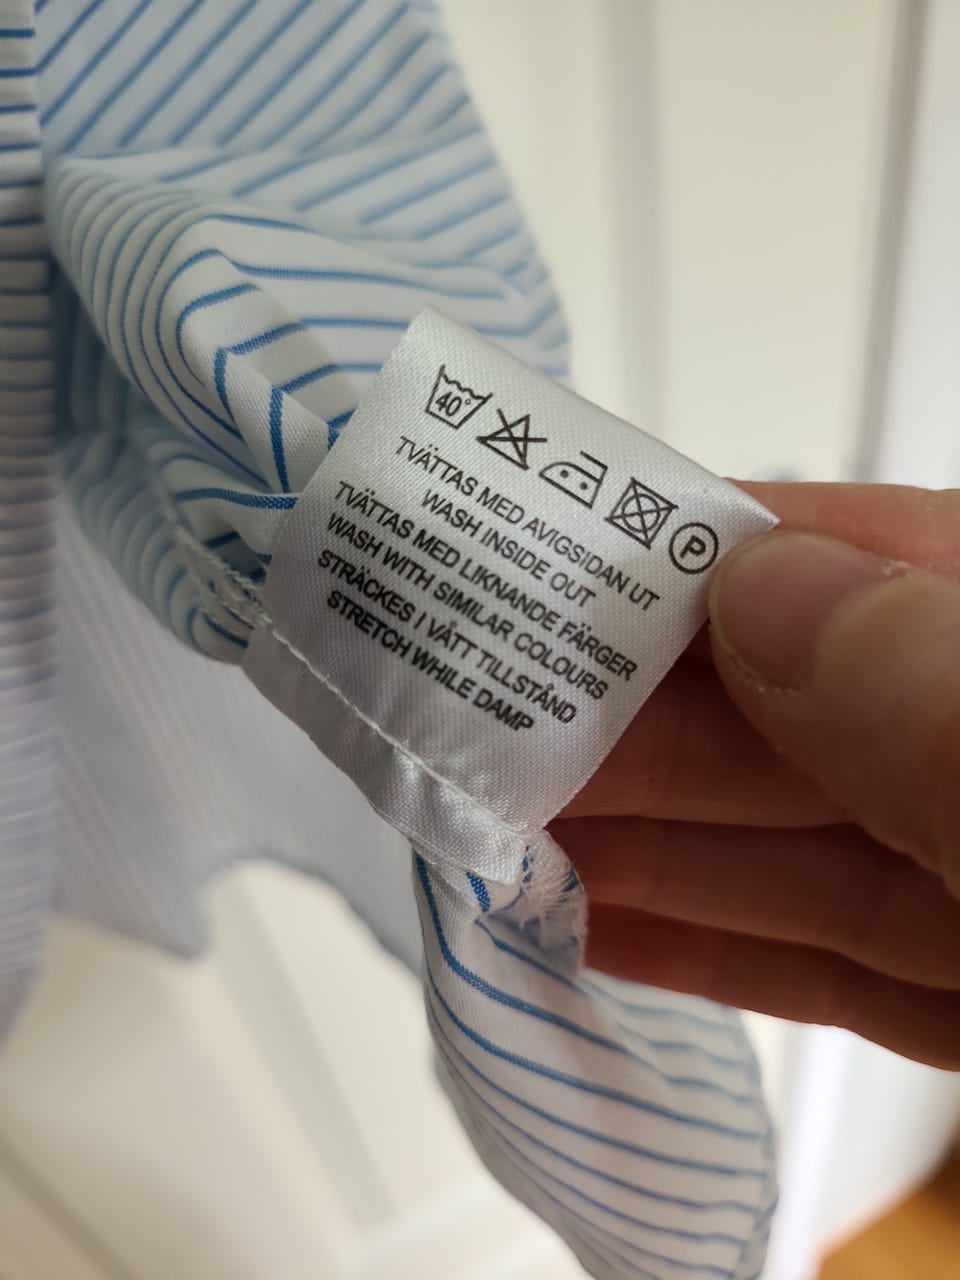 40°
P
TVÄTTAS MED AVIGSIDAN UT
WASH INSIDE OUT
TVÄTTAS MED LIKNANDE FÄRGER
WASH WITH SIMILAR COLOURS
STRÄCKES I VÅTT TILLSTÅND
STRETCH WHILE DAMP